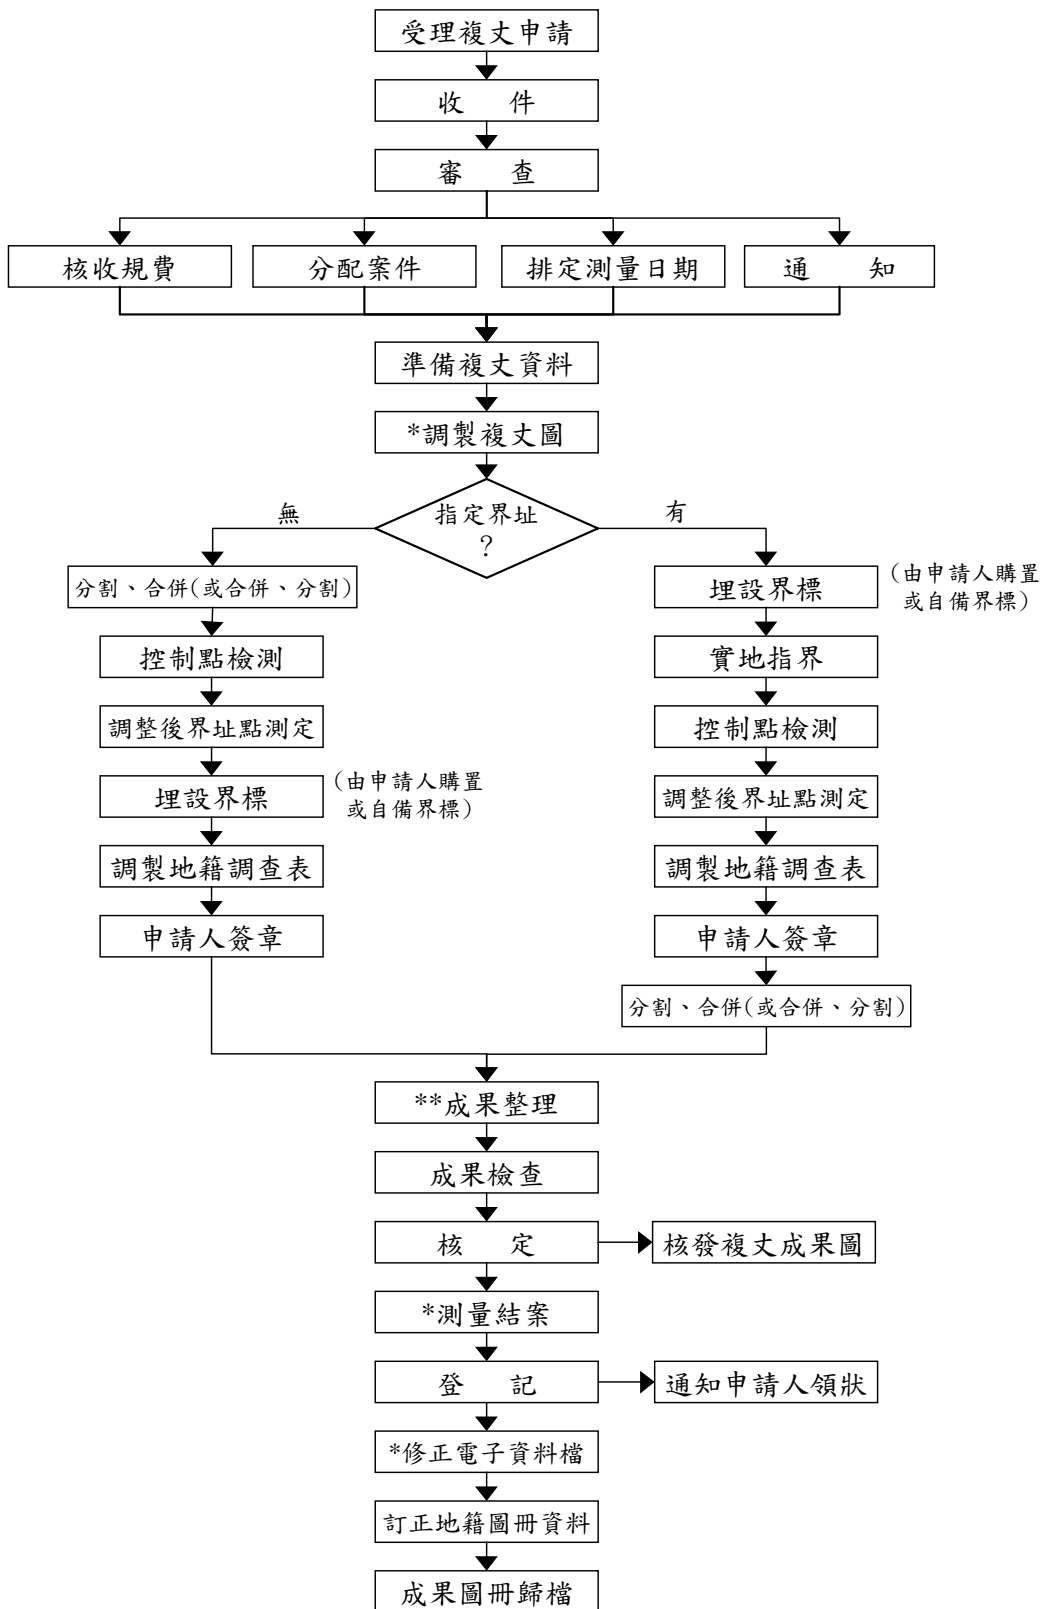 受理複丈申請
收 件
審 查
核收規費
分配案件
排定測量日期
通 知
準備複丈資料
*調製複丈圖
指定界址
?
無
有
分割、合併(或合併、分割)
控制點檢測
調整後界址點測定
埋設界標
(由申請人購置
或自備界標)
調製地籍調查表
申請人簽章
埋設界標
(由申請人購置
或自備界標)
實地指界
控制點檢測
調整後界址點測定
調製地籍調查表
申請人簽章
分割、合併(或合併、分割)
**成果整理
成果檢查
核 定
核發複丈成果圖
*測量結案
登 記
通知申請人領狀
*修正電子資料檔
訂正地籍圖冊資料
成果圖冊歸檔